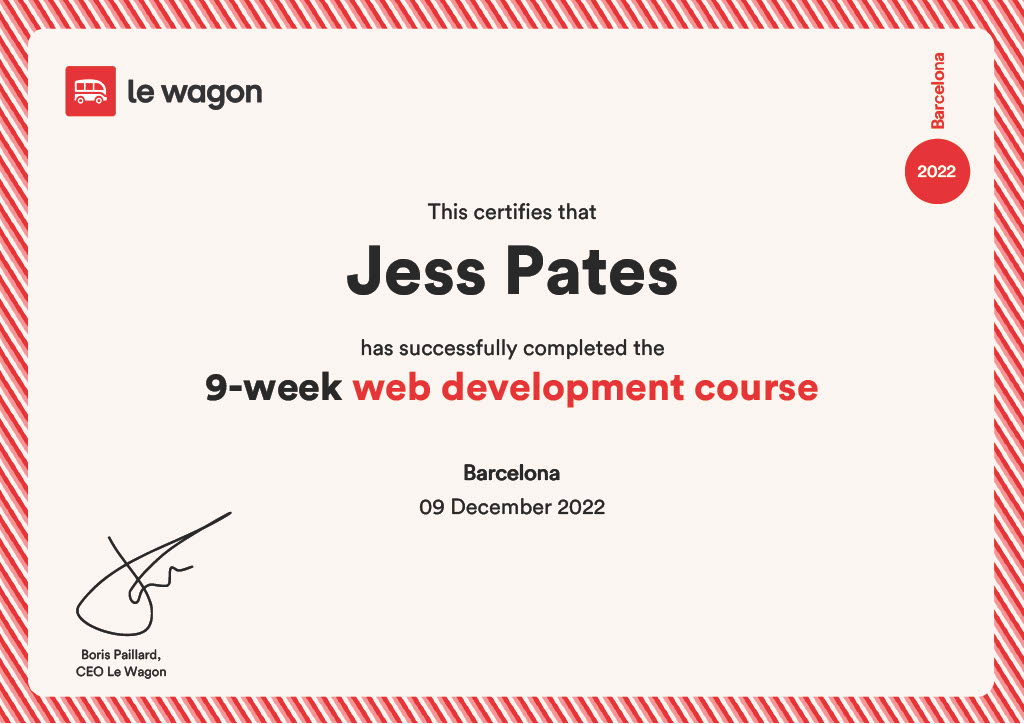 le wagon
Barcelona
2022
This certifies that
Jess Pates
has successfully completed the
9-week web development course
Barcelona
09 December 2022
Boris Paillard,
CEO Le Wagon